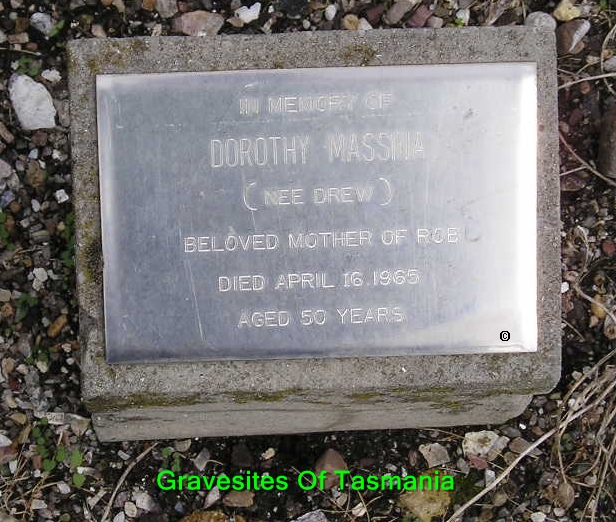 IN MEMORY OF
DOROTHY MASSINA
(NEE DREW)
BELOVED MOTHER OF ROB
DIED APRIL 16.1965
AGED 50 YEARS
©
Gravesites Of Tasmania